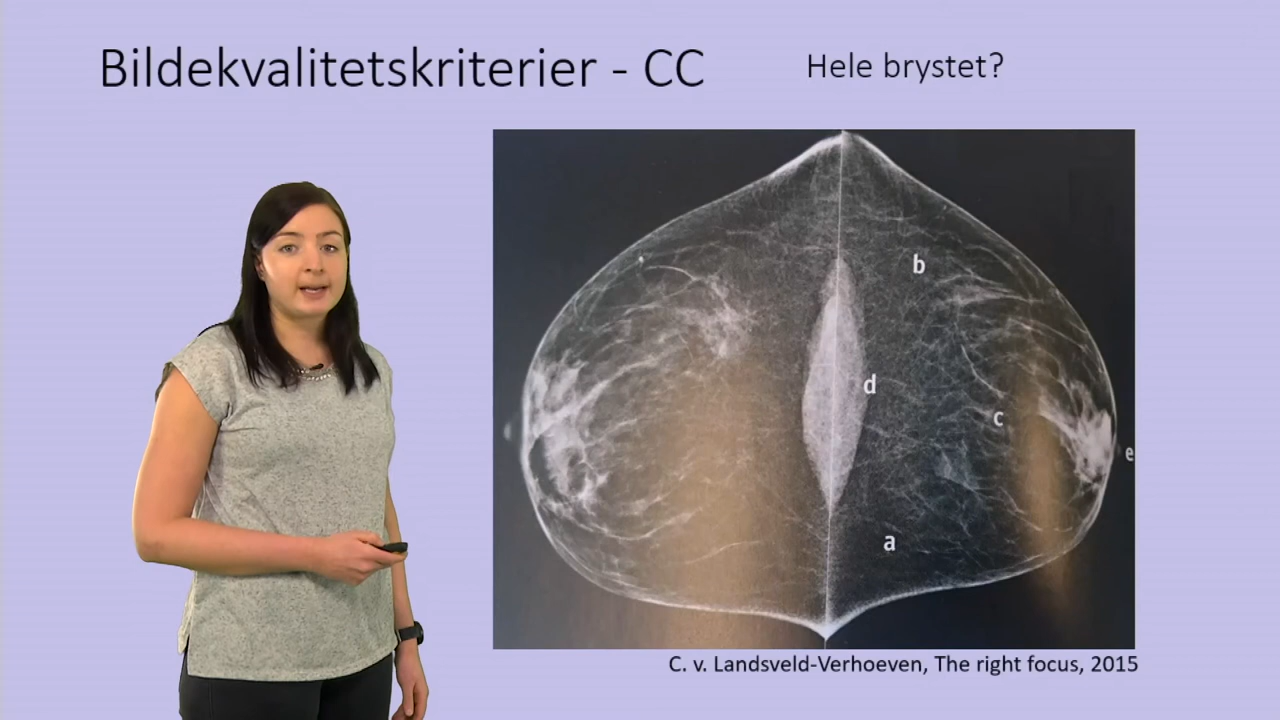 Bildekvalitetskriterier - CC
Hele brystet?
b
d
c
e
a
C. v. Landsveld-Verhoeven, The right focus, 2015